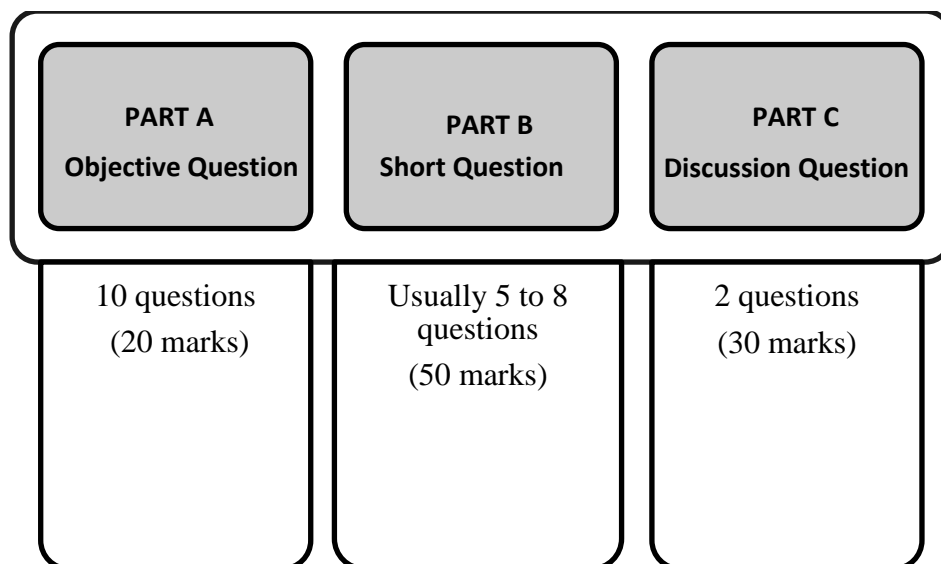 PART A
Objective Question
PART B
Short Question
PART C
Discussion Question
10 questions
(20 marks)
Usually 5 to 8
questions
(50 marks)
2 questions
(30 marks)